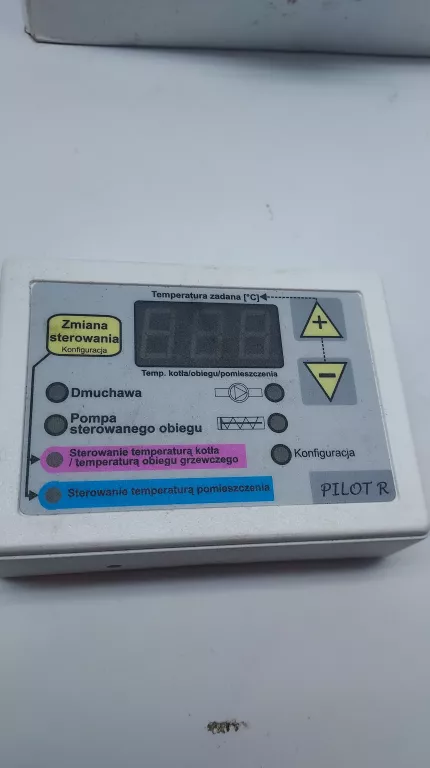 Temperatura zadana [°C]
Zmiana
sterowania
Konfiguracja
+
-
Temp. kotła/obiegu/pomieszczenia
Dmuchawa
Pompa
sterowanego obiegu
Sterowanie temperaturą kotła
/ temperaturą obiegu grzewczego
Konfiguracja
Sterowanie temperaturą pomieszczenia
PILOT R